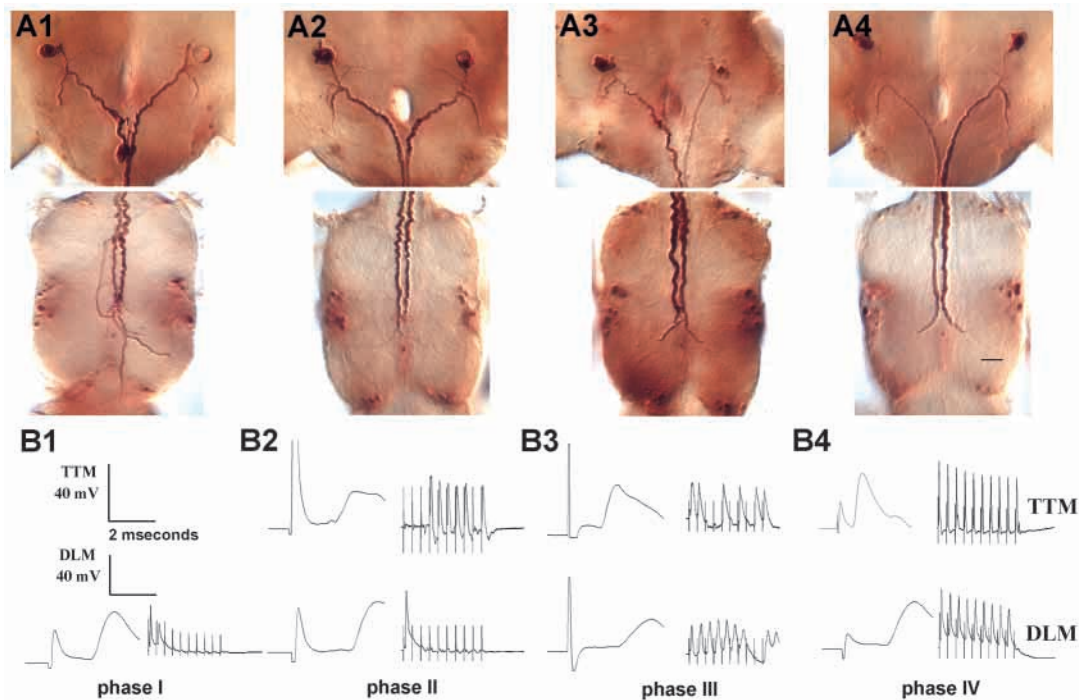 A1
A2
A3
A4
B1
B2
B3
B4
TTM
40 mV
2 mseconds
TTM
DLM
40 mV
DLM
phase I
phase II
phase III
phase IV